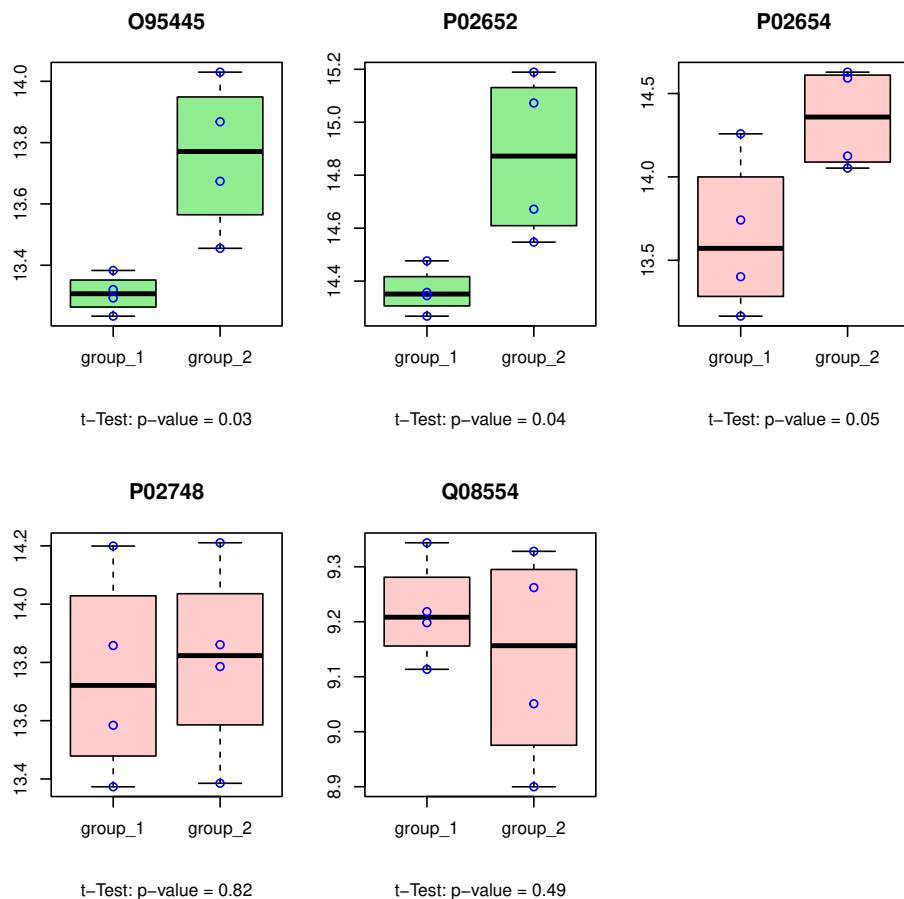 O95445
P02652
P02654
14.0
13.8
13.6
13.4
15.2
15.0
14.8
14.6
14.4
14.5
14.0
13.5
group_1 group_2
group_1 group_2
group_1 group_2
t-Test: p-value = 0.03
t-Test: p-value = 0.04
t-Test: p-value = 0.05
P02748
Q08554
14.2
14.0
13.8
13.6
13.4
9.3
9.2
9.1
9.0
8.9
group_1 group_2
group_1 group_2
t-Test: p-value = 0.82
t-Test: p-value = 0.49